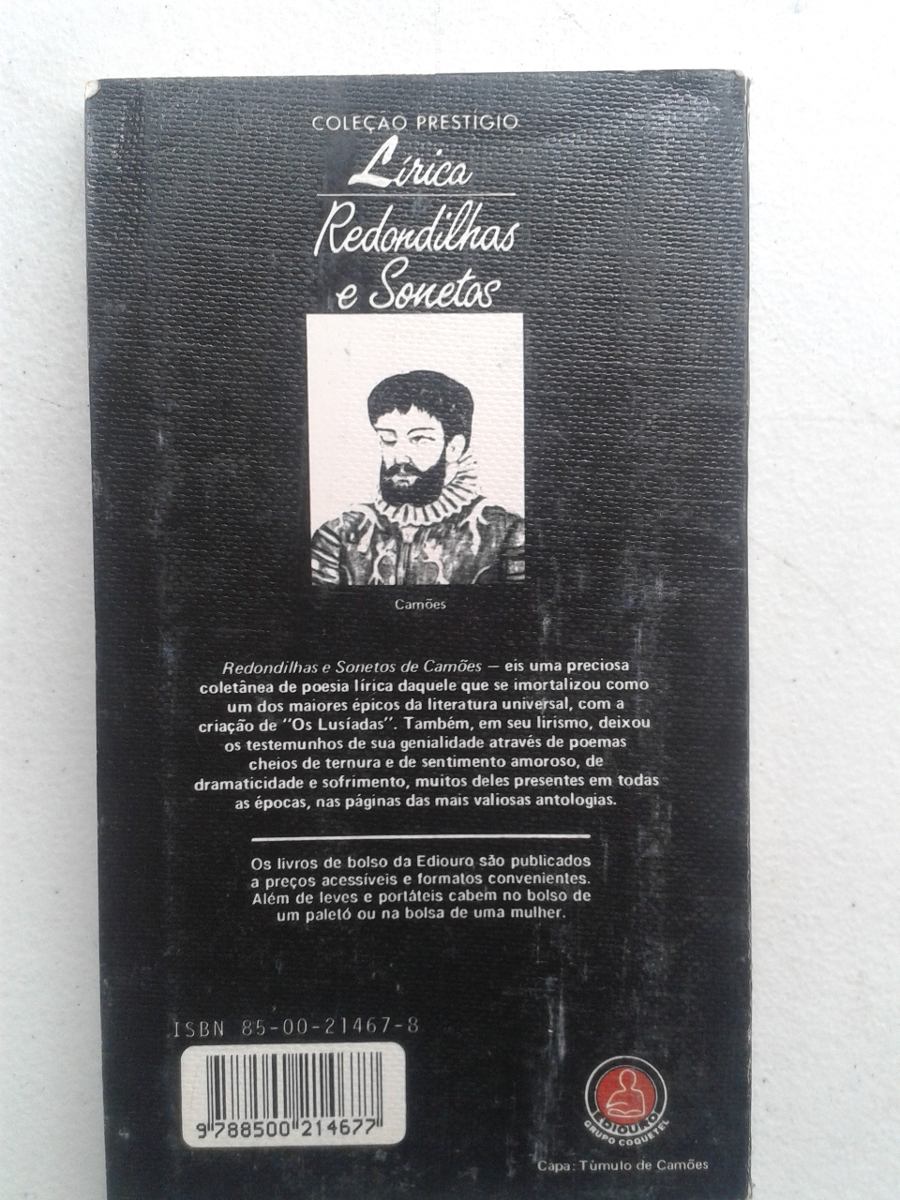 COLEÇÃO PRESTÍGIO
Lírica
Redondilhas
e Sonetos
Camões
Redondilhas e Sonetos de Camões — eis uma preciosa
coletânea de poesia lírica daquele que se imortalizou como
um dos maiores épicos da literatura universal, com a
criação de "Os Lusíadas". Também, em seu lirismo, deixou
os testemunhos de sua genialidade através de poemas
cheios de ternura e de sentimento amoroso, de
dramaticidade e sofrimento, muitos deles presentes em todas
as épocas, nas páginas das mais valiosas antologias.
Os livros de bolso da Ediouro são publicados
a preços acessíveis e formatos convenientes.
Além de leves e portáteis cabem no bolso de
um paletó ou na bolsa de uma mulher.
ISBN 85-00-21467-8
9 788500 214677
EDIOURO
GRUPO COQUETEL
Capa: Túmulo de Camões